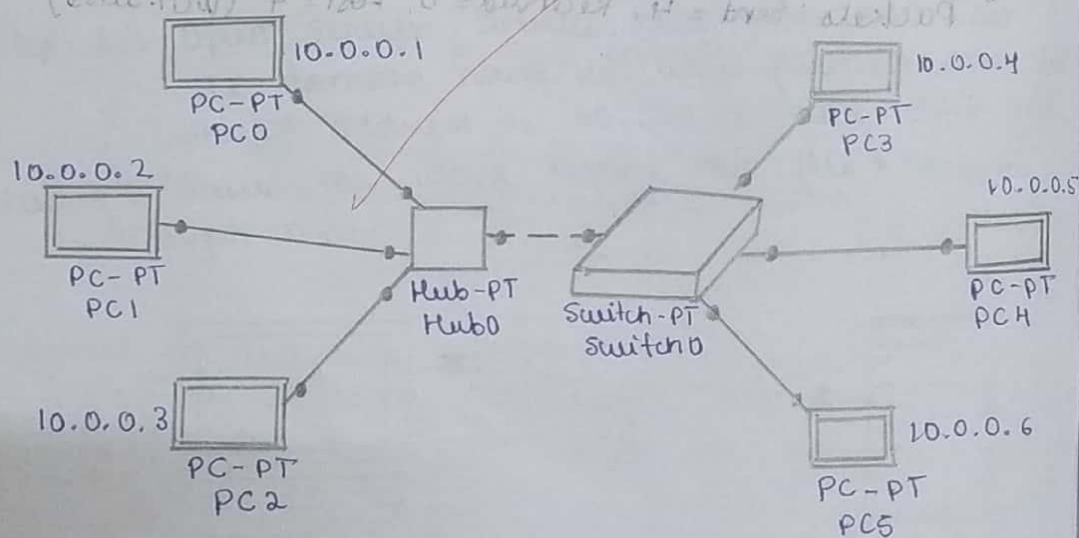 10.0.0.1
PC-PT
PC0
10.0.0.2
PC-PT
PC1
10.0.0.3
PC-PT
PC2
Hub-PT
Hub0
Switch-PT
Switch0
10.0.0.4
PC-PT
PC3
10.0.0.5
PC-PT
PC4
10.0.0.6
PC-PT
PC5